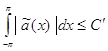 ∫_{-π}^{π} |ã(x)| dx ≤ C'